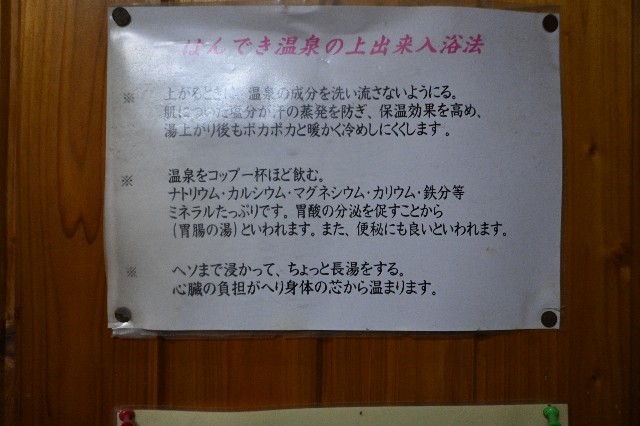 はんでき温泉の上出来入浴法
※ 上がるときは、温泉の成分を洗い流さないようにる。
肌についた塩分が汗の蒸発を防ぎ、保温効果を高め、
湯上がり後もポカポカと暖かく冷めしにくくします。
※ 温泉をコップ一杯ほど飲む。
ナトリウム・カルシウム・マグネシウム・カリウム・鉄分等
ミネラルたっぷりです。胃酸の分泌を促すことから
(胃腸の湯)といわれます。また、便秘にも良いといわれます。
※ ヘソまで浸かって、ちょっと長湯をする。
心臓の負担がへり身体の芯から温まります。